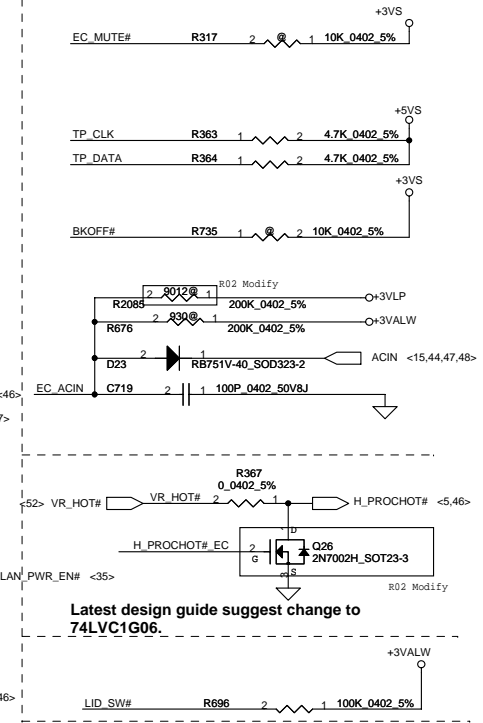 +3VS
EC_MUTE# R317 2 @ 1 10K_0402_5%
+5VS
TP_CLK R363 1 2 4.7K_0402_5%
TP_DATA R364 1 2 4.7K_0402_5%
+3VS
BKOFF# R735 1 @ 2 10K_0402_5%
R02 Modify
2 9012@ 1
R2085 200K_0402_5% +3VLP
2 930@ 1 +3VALW
R676 200K_0402_5%
2 1 ACIN <15,44,47,48>
D23 RB751V-40_SOD323-2
46> EC_ACIN C719 2 1 100P_0402_50V8J
7>
R367
0_0402_5%
<52> VR_HOT# VR_HOT# 2 1 H_PROCHOT# <5,46>
1 D
H_PROCHOT#_EC 2 G Q26
2N7002H_SOT23-3
3 S
LAN_PWR_EN# <35>
R02 Modify
Latest design guide suggest change to
74LVC1G06.
+3VALW
46> LID_SW# R696 2 1 100K_0402_5%